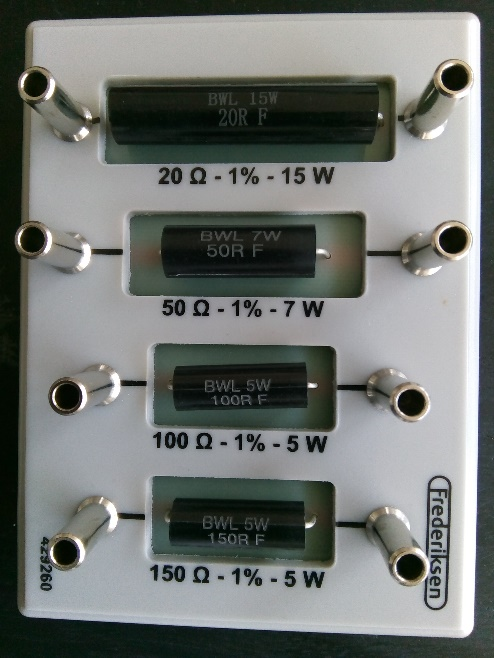 BWL 15W
20R F
20 Ω - 1% - 15 W
BWL 7W
50R F
50 Ω - 1% - 7 W
BWL 5W
100R F
100 Ω - 1% - 5 W
BWL 5W
150R F
150 Ω - 1% - 5 W
429260
Frederiksen